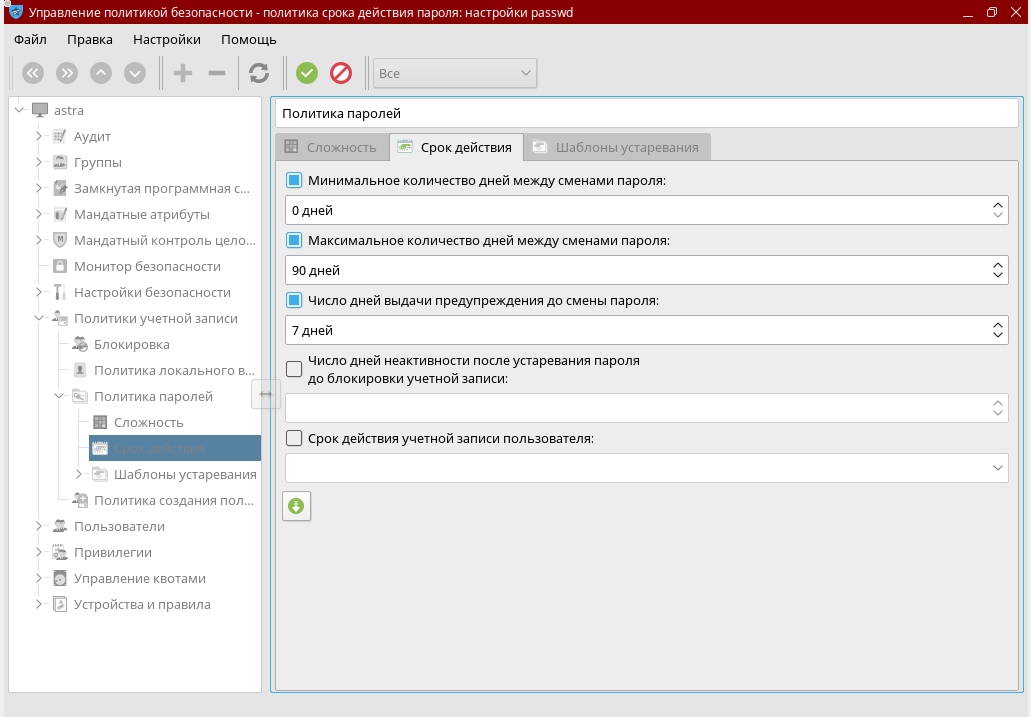 Управление политикой безопасности - политика срока действия пароля: настройки passwd
Файл Правка Настройки Помощь
Все
astra
Аудит
Группы
Замкнутая программная с...
Мандатные атрибуты
Мандатный контроль цело...
Монитор безопасности
Настройки безопасности
Политики учетной записи
Блокировка
Политика локального в...
Политика паролей
Сложность
Срок действия
Шаблоны устаревания
Политика создания пол...
Пользователи
Привилегии
Управление квотами
Устройства и правила
Политика паролей
Сложность Срок действия Шаблоны устаревания
Минимальное количество дней между сменами пароля:
0 дней
Максимальное количество дней между сменами пароля:
90 дней
Число дней выдачи предупреждения до смены пароля:
7 дней
Число дней неактивности после устаревания пароля
до блокировки учетной записи:
Срок действия учетной записи пользователя: